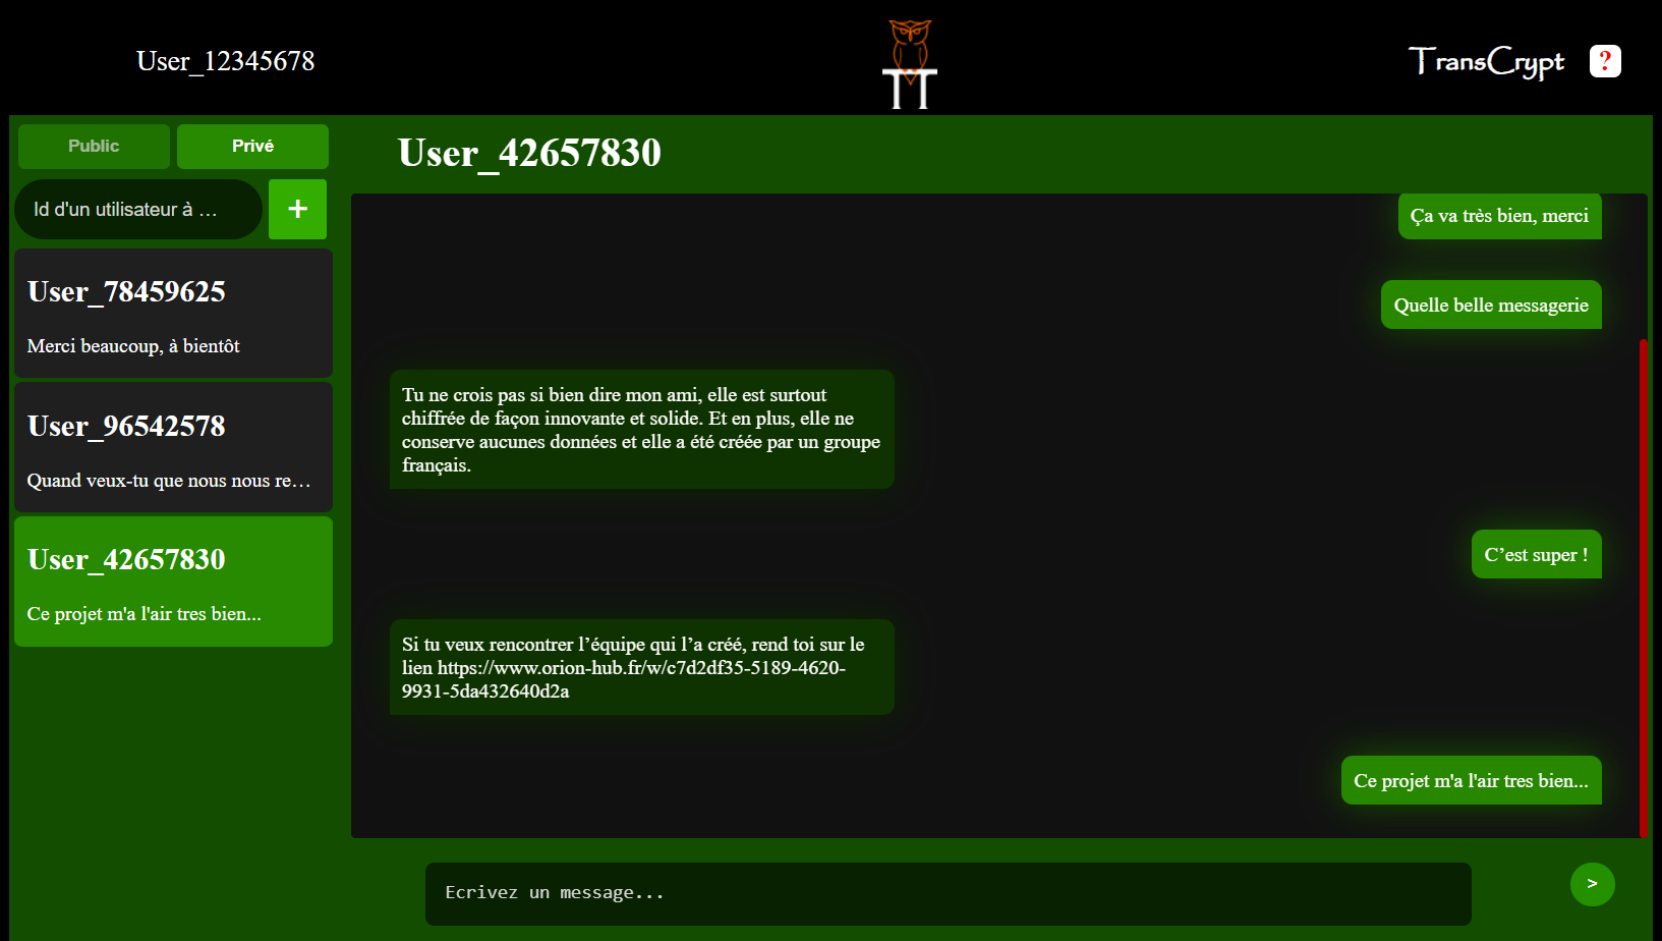 User_12345678
TransCrypt
?
Public
Privé
Id d'un utilisateur à …
+
User_78459625
Merci beaucoup, à bientôt
User_96542578
Quand veux-tu que nous nous re…
User_42657830
Ce projet m'a l'air tres bien...
User_42657830
Ça va très bien, merci
Quelle belle messagerie
Tu ne crois pas si bien dire mon ami, elle est surtout
chiffrée de façon innovante et solide. Et en plus, elle ne
conserve aucunes données et elle a été créée par un groupe
français.
C’est super !
Si tu veux rencontrer l’équipe qui l’a créé, rend toi sur le
lien https://www.orion-hub.fr/w/c7d2df35-5189-4620-
9931-5da432640d2a
Ce projet m'a l'air tres bien...
Ecrivez un message...
>